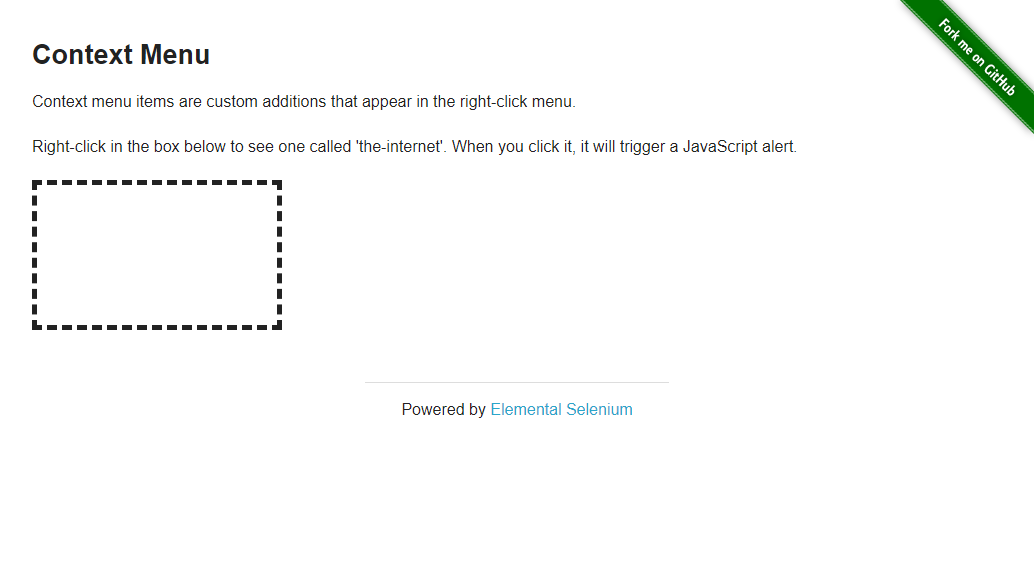 Fork me on GitHub
Context Menu
Context menu items are custom additions that appear in the right-click menu.
Right-click in the box below to see one called 'the-internet'. When you click it, it will trigger a JavaScript alert.
Powered by Elemental Selenium